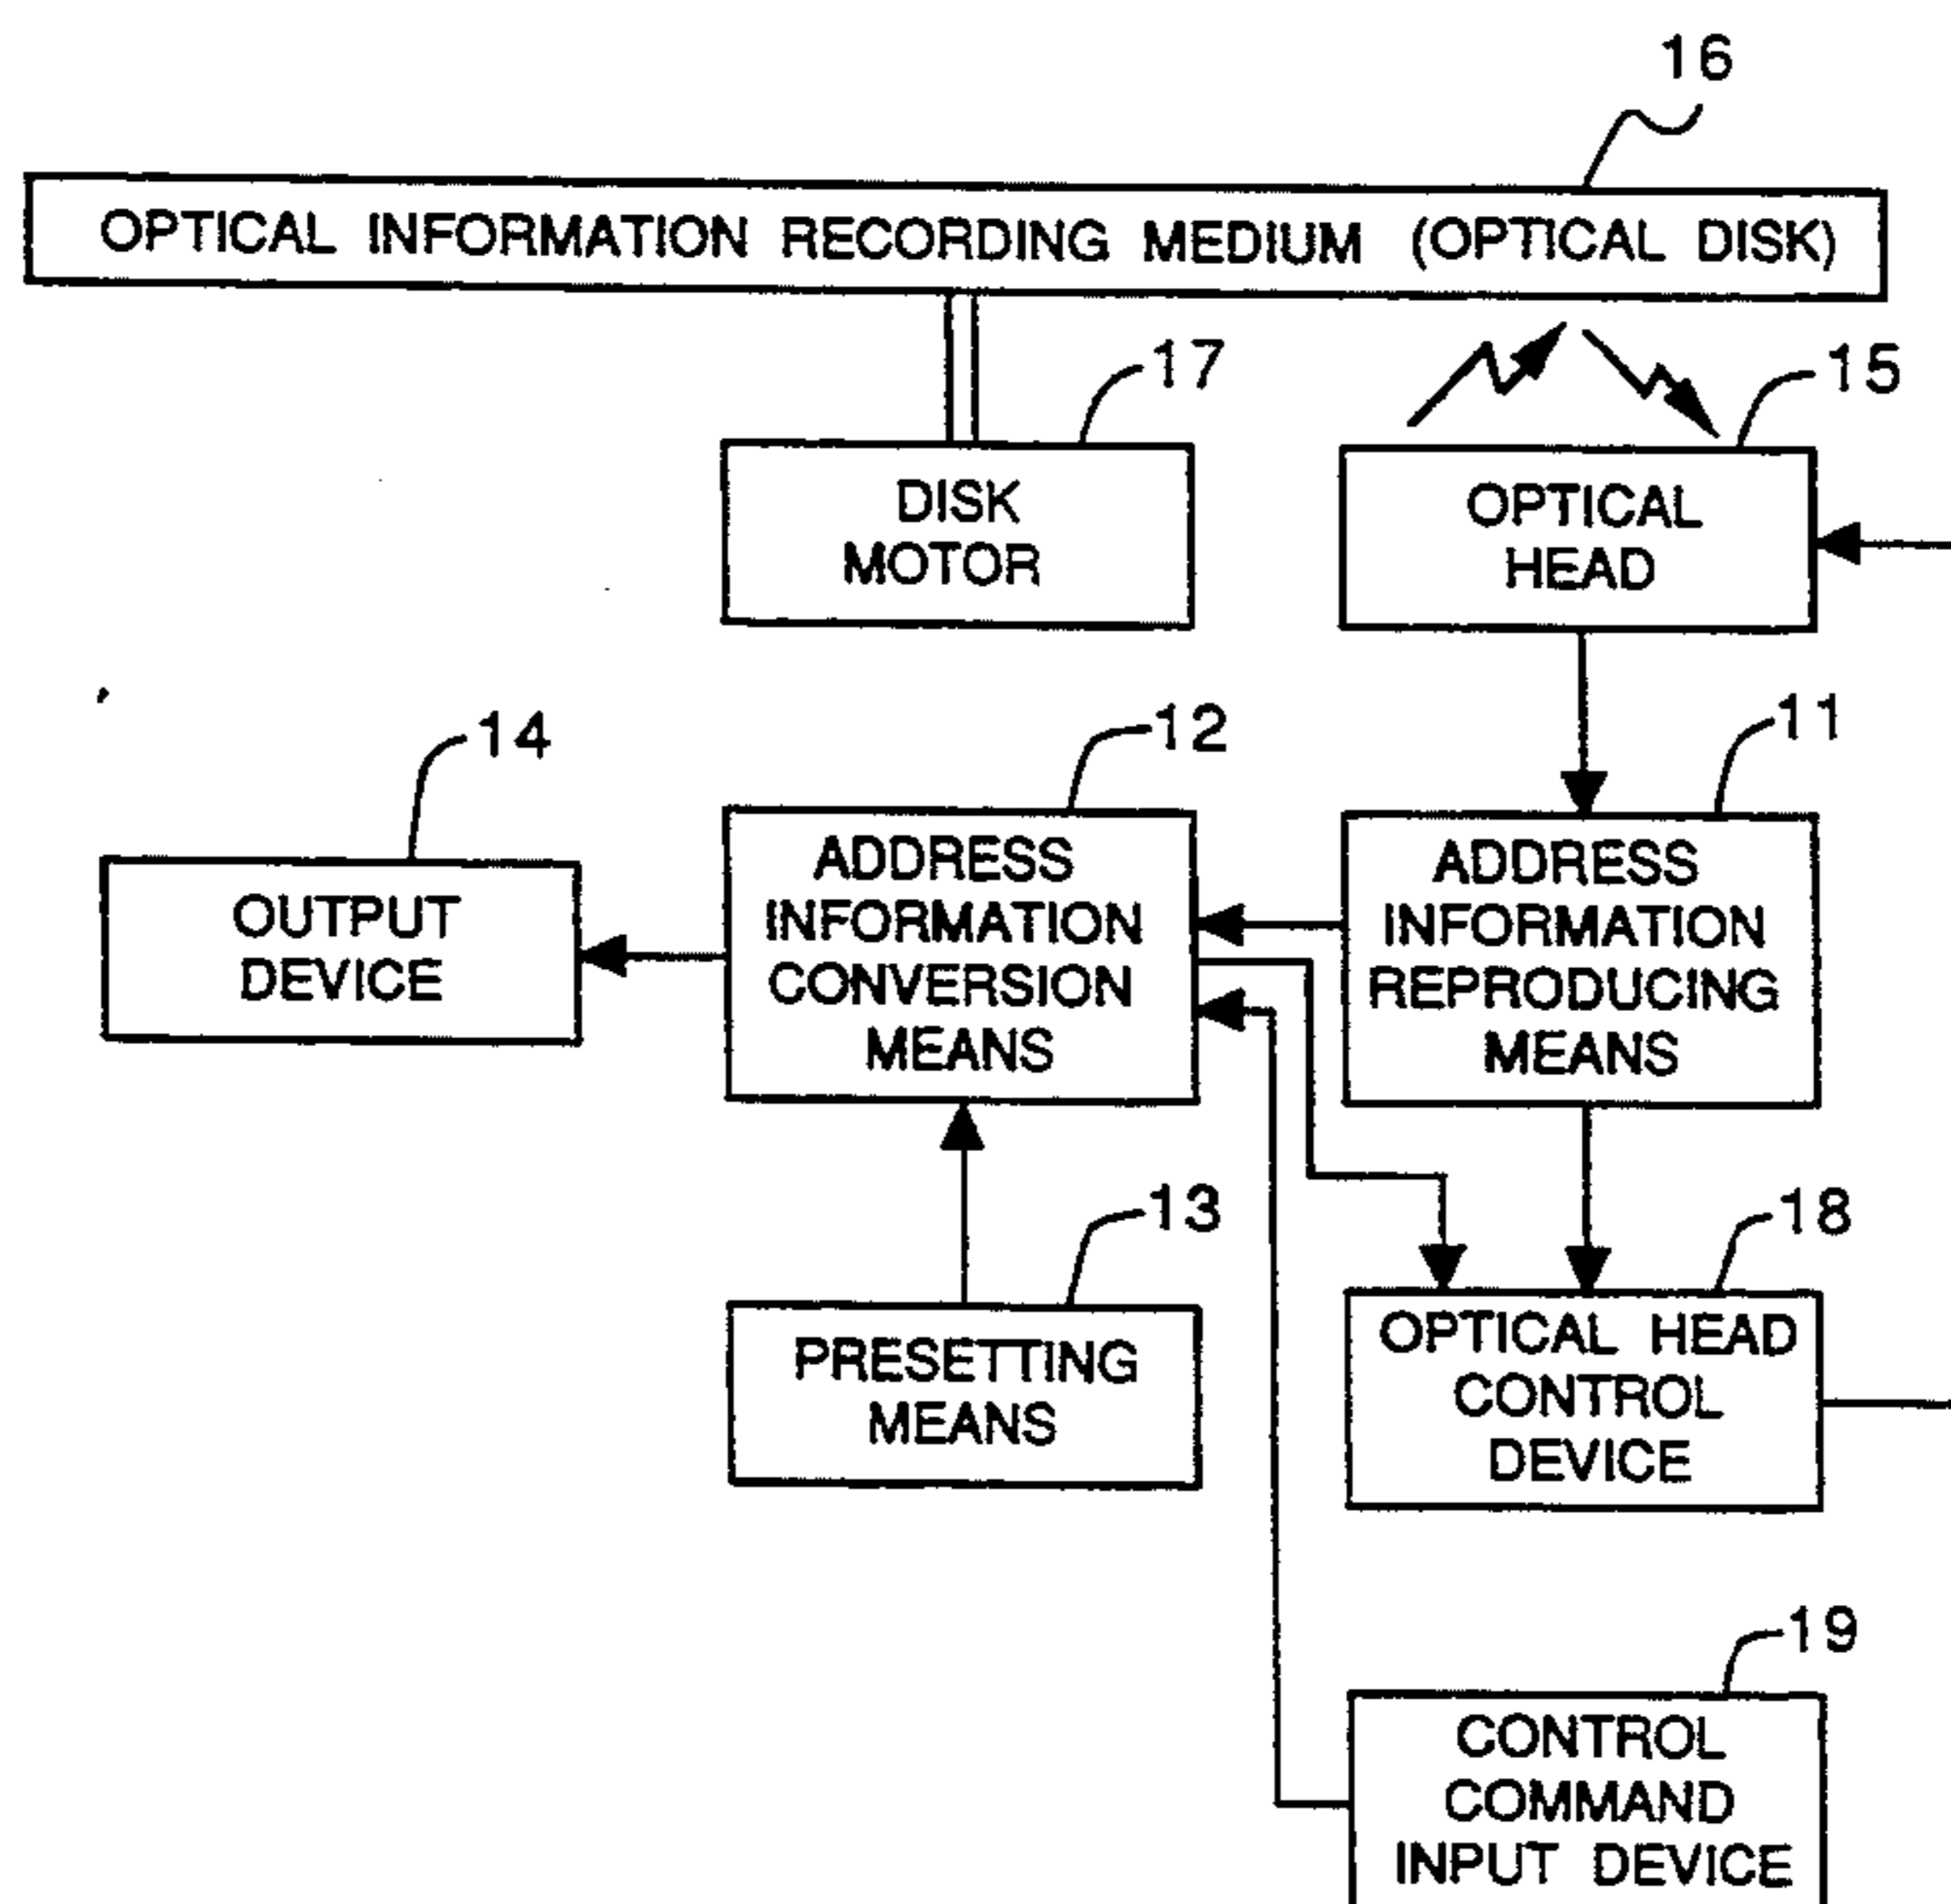 16
OPTICAL INFORMATION RECORDING MEDIUM (OPTICAL DISK)
17
15
DISK
MOTOR
OPTICAL
HEAD
14
12
11
OUTPUT
DEVICE
ADDRESS
INFORMATION
CONVERSION
MEANS
ADDRESS
INFORMATION
REPRODUCING
MEANS
13
18
PRESETTING
MEANS
OPTICAL HEAD
CONTROL
DEVICE
19
CONTROL
COMMAND
INPUT DEVICE